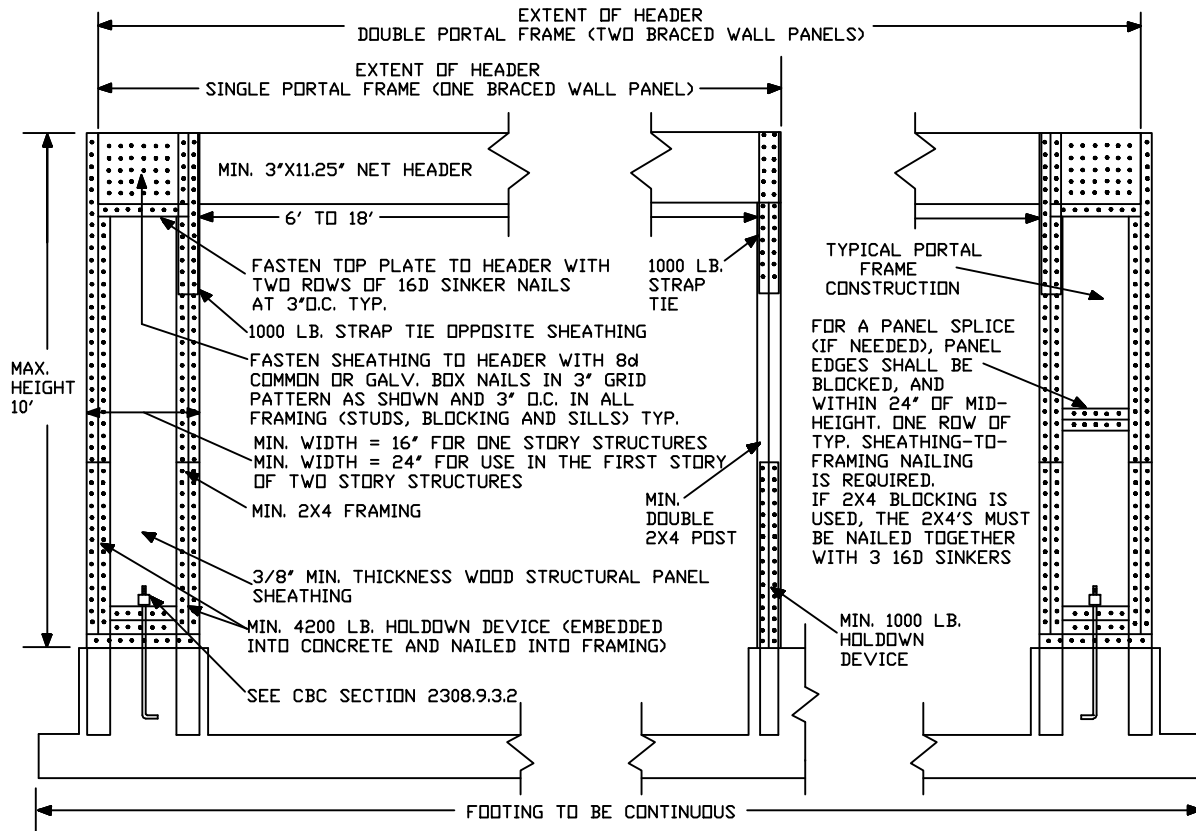 EXTENT OF HEADER
DOUBLE PORTAL FRAME (TWO BRACED WALL PANELS)
EXTENT OF HEADER
SINGLE PORTAL FRAME (ONE BRACED WALL PANEL)
MIN. 3"X11.25" NET HEADER
6' TO 18'
FASTEN TOP PLATE TO HEADER WITH
TWO ROWS OF 16D SINKER NAILS
AT 3"O.C. TYP.
1000 LB.
STRAP
TIE
TYPICAL PORTAL
FRAME
CONSTRUCTION
1000 LB. STRAP TIE OPPOSITE SHEATHING
FASTEN SHEATHING TO HEADER WITH 8d
COMMON OR GALV. BOX NAILS IN 3" GRID
PATTERN AS SHOWN AND 3" O.C. IN ALL
FRAMING (STUDS, BLOCKING AND SILLS) TYP.
MAX.
HEIGHT
10'
FOR A PANEL SPLICE
(IF NEEDED), PANEL
EDGES SHALL BE
BLOCKED, AND
WITHIN 24" OF MID-
HEIGHT. ONE ROW OF
TYP. SHEATHING-TO-
FRAMING NAILING
IS REQUIRED.
IF 2X4 BLOCKING IS
USED, THE 2X4'S MUST
BE NAILED TOGETHER
WITH 3 16D SINKERS
MIN. WIDTH = 16" FOR ONE STORY STRUCTURES
MIN. WIDTH = 24" FOR USE IN THE FIRST STORY
OF TWO STORY STRUCTURES
MIN. 2X4 FRAMING
MIN.
DOUBLE
2X4 POST
3/8" MIN. THICKNESS WOOD STRUCTURAL PANEL
SHEATHING
MIN. 4200 LB. HOLDOWN DEVICE (EMBEDDED
INTO CONCRETE AND NAILED INTO FRAMING)
MIN. 1000 LB.
HOLDOWN
DEVICE
SEE CBC SECTION 2308.9.3.2
FOOTING TO BE CONTINUOUS